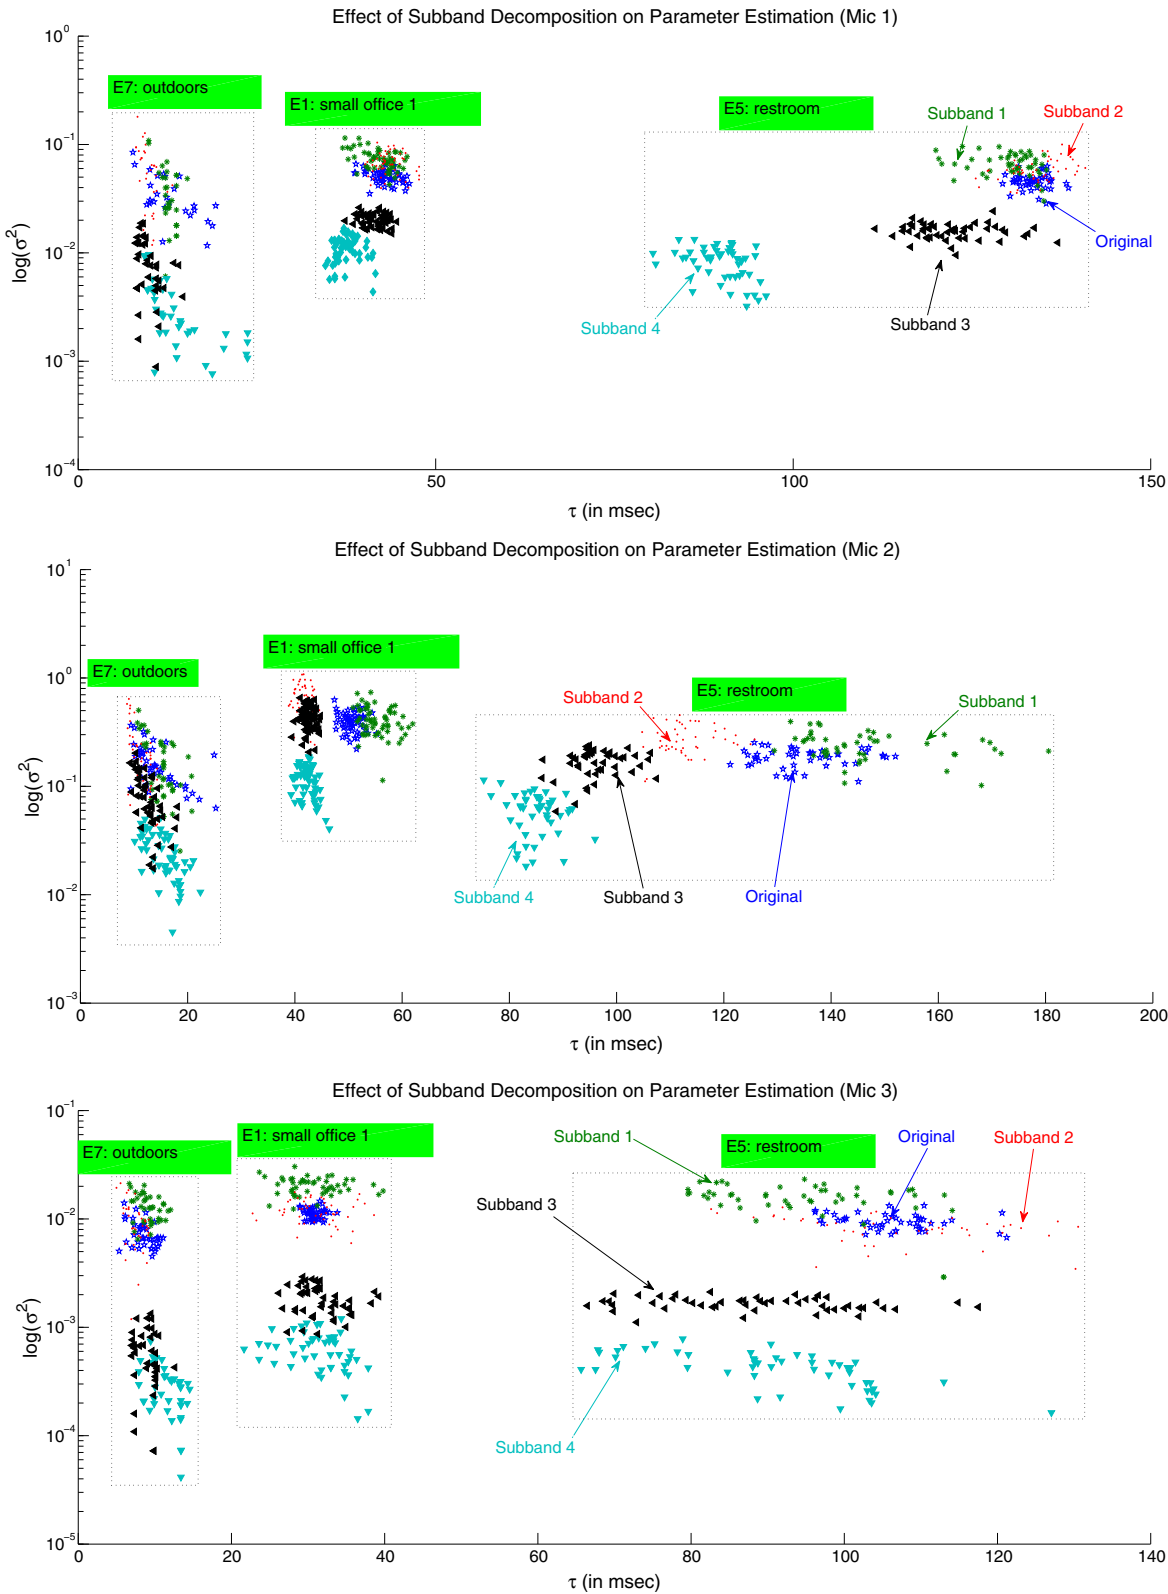 Effect of Subband Decomposition on Parameter Estimation (Mic 1)
10^0
E7: outdoors
E1: small office 1
E5: restroom
Subband 1
Subband 2
10^−1
log(σ^2)
10^−2
Original
Subband 4
Subband 3
10^−3
10^−4
0
50
100
150
τ (in msec)
Effect of Subband Decomposition on Parameter Estimation (Mic 2)
10^1
E1: small office 1
10^0
E7: outdoors
Subband 2
E5: restroom
Subband 1
log(σ^2)
10^−1
Subband 4
Subband 3
Original
10^−2
10^−3
0
20
40
60
80
100
120
140
160
180
200
τ (in msec)
Effect of Subband Decomposition on Parameter Estimation (Mic 3)
10^−1
E7: outdoors
E1: small office 1
Subband 1
E5: restroom
Original
Subband 2
10^−2
Subband 3
log(σ^2)
10^−3
10^−4
Subband 4
10^−5
0
20
40
60
80
100
120
140
τ (in msec)